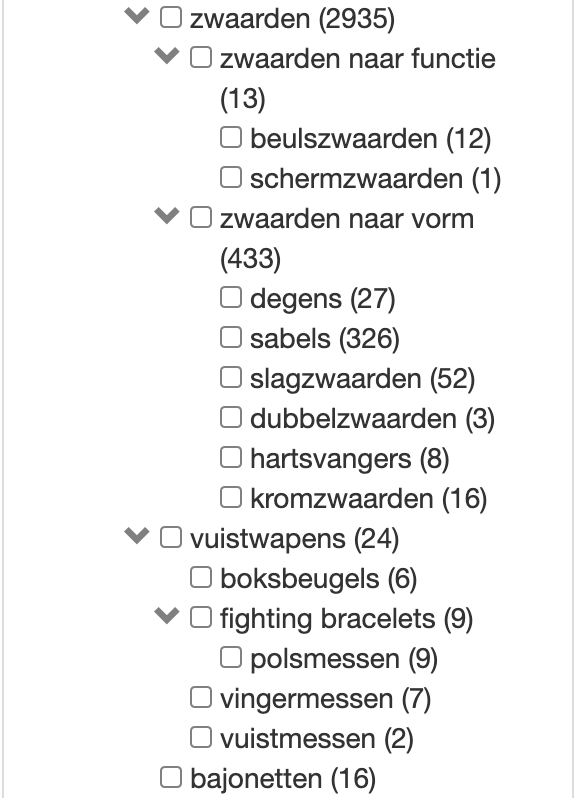 zwaarden (2935)
zwaarden naar functie
(13)
beulszwaarden (12)
schermzwaarden (1)
zwaarden naar vorm
(433)
degens (27)
sabels (326)
slagzwaarden (52)
dubbelzwaarden (3)
hartsvangers (8)
kromzwaarden (16)
vuistwapens (24)
boksbeugels (6)
fighting bracelets (9)
polsmessen (9)
vingermessen (7)
vuistmessen (2)
bajonetten (16)